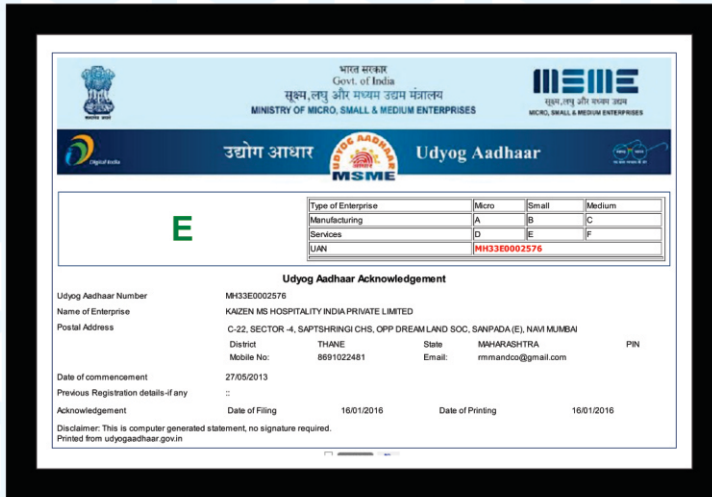 भारत सरकार
Govt. of India
सूक्ष्म,लघु और मध्यम उद्यम मंत्रालय
MINISTRY OF MICRO, SMALL & MEDIUM ENTERPRISES
सूक्ष्म,लघु और मध्यम उद्यम
MICRO, SMALL & MEDIUM ENTERPRISES
Digital India
उद्योग आधार
UDYOG AADHAAR
MSME
Udyog Aadhaar
E
Type of Enterprise Micro Small Medium
Manufacturing A B C
Services D E F
UAN MH33E0002576
Udyog Aadhaar Acknowledgement
Udyog Aadhaar Number MH33E0002576
Name of Enterprise KAIZEN MS HOSPITALITY INDIA PRIVATE LIMITED
Postal Address C-22, SECTOR -4, SAPTSHRINGI CHS, OPP DREAM LAND SOC, SANPADA (E), NAVI MUMBAI
District THANE State MAHARASHTRA PIN
Mobile No: 8691022481 Email: rmmandco@gmail.com
Date of commencement 27/05/2013
Previous Registration details-if any ::
Acknowledgement Date of Filing 16/01/2016 Date of Printing 16/01/2016
Disclaimer: This is computer generated statement, no signature required.
Printed from udyogaadhaar.gov.in